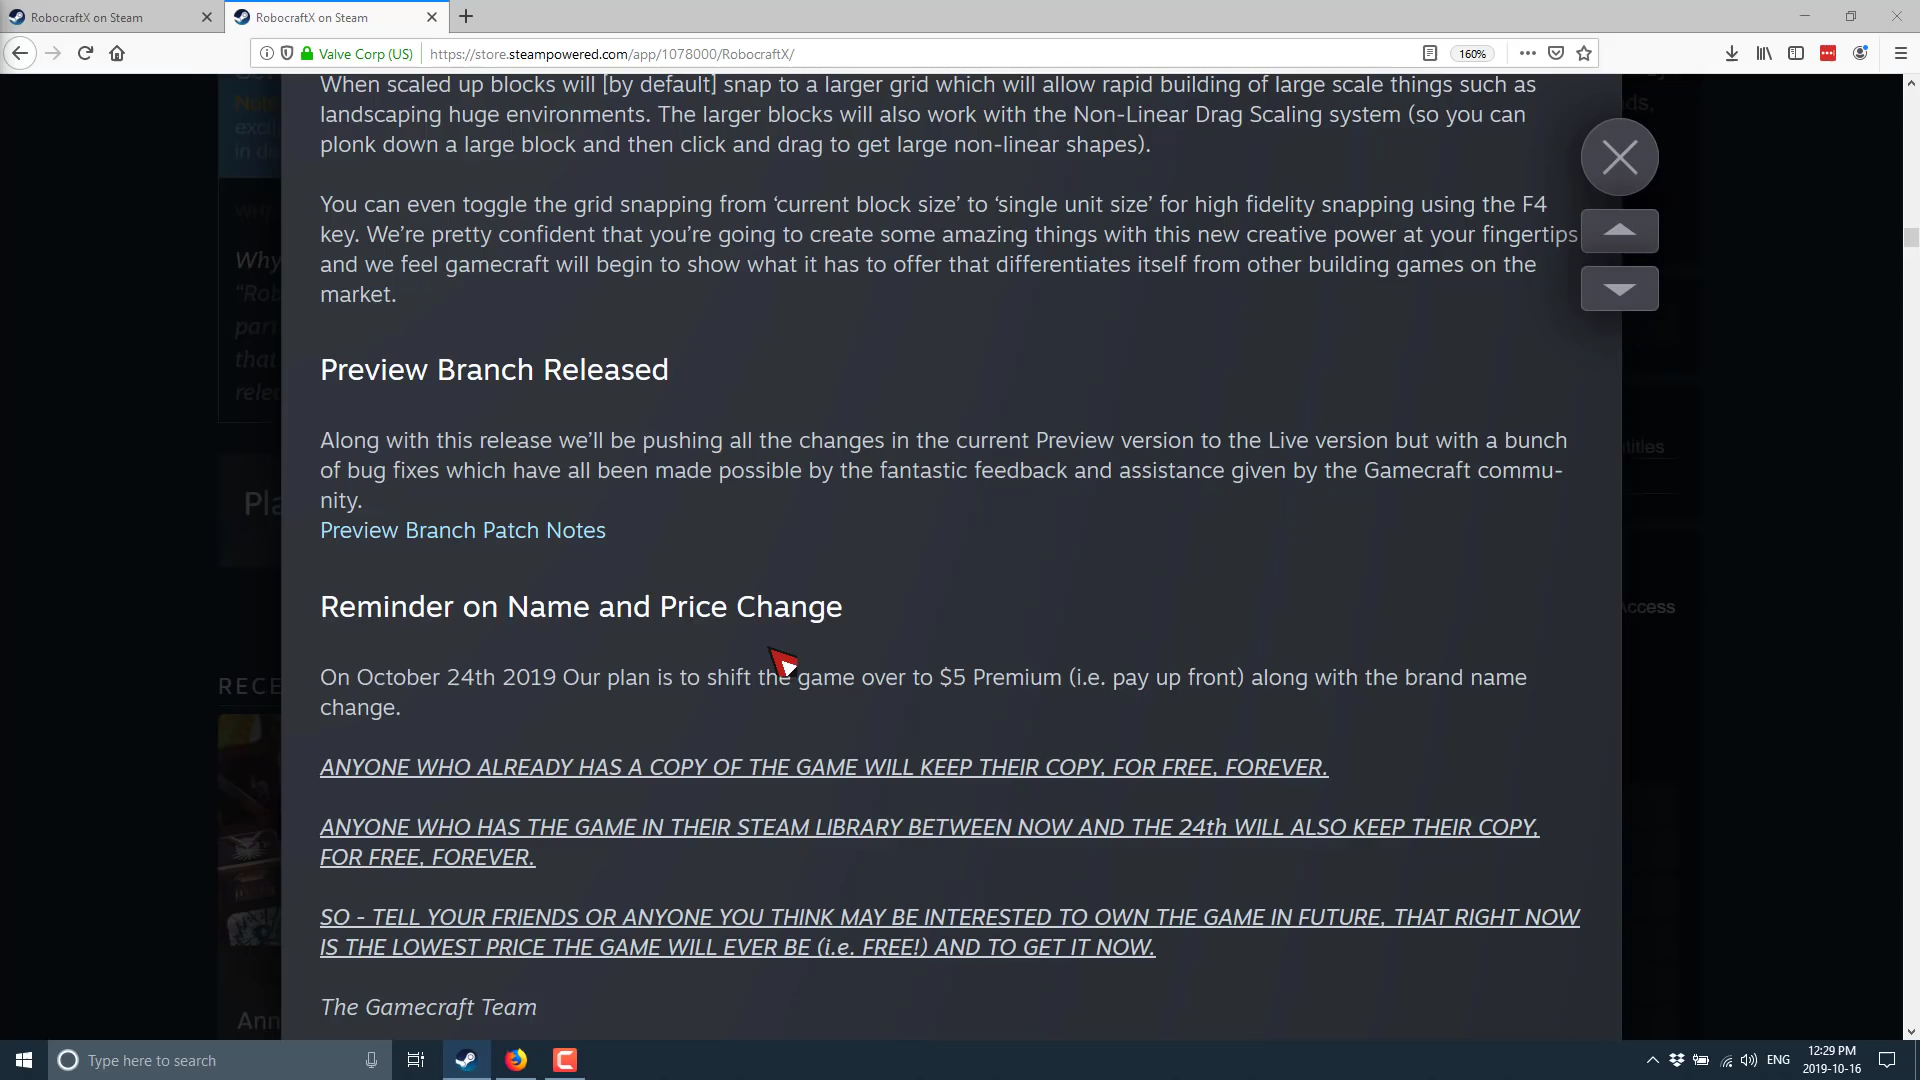 RobocraftX on Steam
RobocraftX on Steam
Valve Corp (US)
https://store.steampowered.com/app/1078000/RobocraftX/
160%
When scaled up blocks will [by default] snap to a larger grid which will allow rapid building of large scale things such as
landscaping huge environments. The larger blocks will also work with the Non-Linear Drag Scaling system (so you can
plonk down a large block and then click and drag to get large non-linear shapes).
You can even toggle the grid snapping from ‘current block size’ to ‘single unit size’ for high fidelity snapping using the F4
key. We’re pretty confident that you’re going to create some amazing things with this new creative power at your fingertips
and we feel gamecraft will begin to show what it has to offer that differentiates itself from other building games on the
market.
Preview Branch Released
Along with this release we’ll be pushing all the changes in the current Preview version to the Live version but with a bunch
of bug fixes which have all been made possible by the fantastic feedback and assistance given by the Gamecraft commu-
nity.
Preview Branch Patch Notes
Reminder on Name and Price Change
On October 24th 2019 Our plan is to shift the game over to $5 Premium (i.e. pay up front) along with the brand name
change.
ANYONE WHO ALREADY HAS A COPY OF THE GAME WILL KEEP THEIR COPY, FOR FREE, FOREVER.
ANYONE WHO HAS THE GAME IN THEIR STEAM LIBRARY BETWEEN NOW AND THE 24th WILL ALSO KEEP THEIR COPY,
FOR FREE, FOREVER.
SO - TELL YOUR FRIENDS OR ANYONE YOU THINK MAY BE INTERESTED TO OWN THE GAME IN FUTURE, THAT RIGHT NOW
IS THE LOWEST PRICE THE GAME WILL EVER BE (i.e. FREE!) AND TO GET IT NOW.
The Gamecraft Team
Why
"Rob
part
that
relea
Pla
RECE
Ann
Type here to search
ENG
12:29 PM
2019-10-16